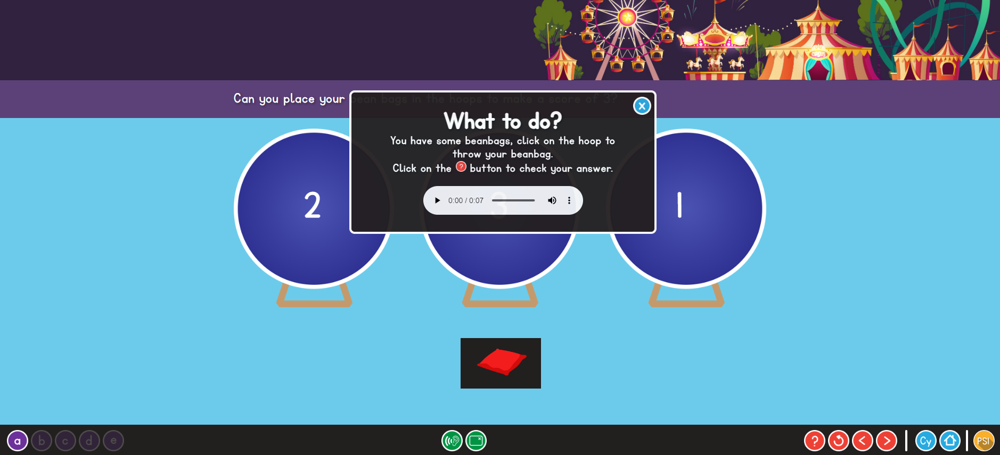 CIRCUS
Can you place your bean bags in the hoops to make a score of 3?
x
What to do?
You have some beanbags, click on the hoop to
throw your beanbag.
Click on the ? button to check your answer.
2
3
1
0:00 / 0:07
a b c d e
? < > Cy PSI